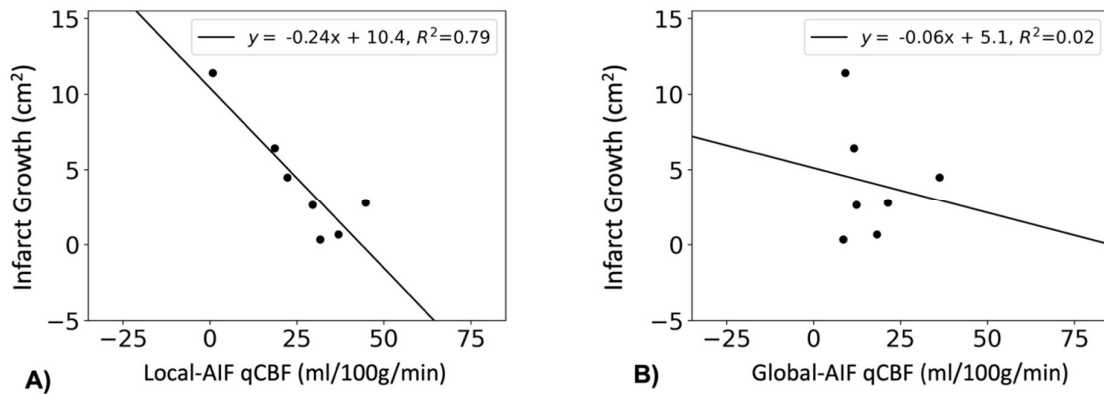 15
10
5
0
−5
Infarct Growth (cm²)
y = -0.24x + 10.4, R²=0.79
−25 0 25 50 75
Local-AIF qCBF (ml/100g/min)
A)
15
10
5
0
−5
Infarct Growth (cm²)
y = -0.06x + 5.1, R²=0.02
−25 0 25 50 75
Global-AIF qCBF (ml/100g/min)
B)